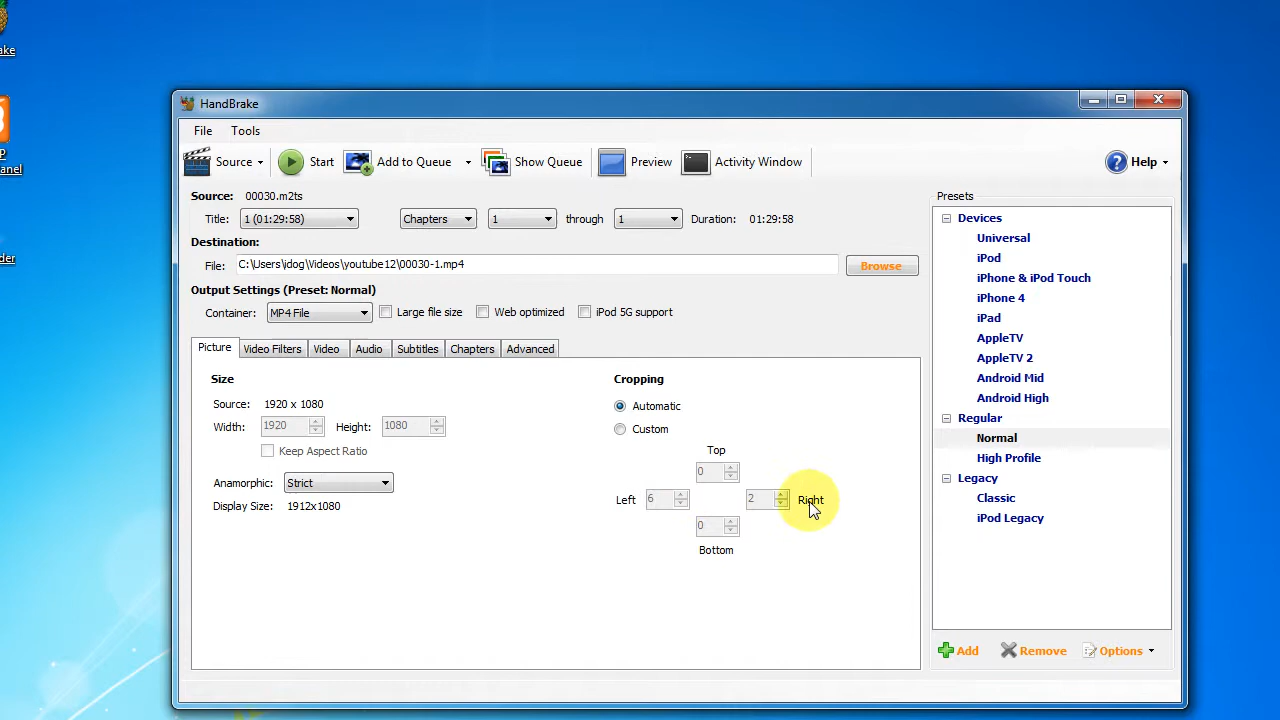 ake
P
anel
der
HandBrake
File Tools
Source Start Add to Queue Show Queue Preview Activity Window Help
Source: 00030.m2ts
Title: 1 (01:29:58) Chapters 1 through 1 Duration: 01:29:58
Destination:
File: C:\Users\idog\Videos\youtube12\00030-1.mp4 Browse
Output Settings (Preset: Normal)
Container: MP4 File Large file size Web optimized iPod 5G support
Picture Video Filters Video Audio Subtitles Chapters Advanced
Size
Source: 1920 x 1080
Width: 1920 Height: 1080
Keep Aspect Ratio
Anamorphic: Strict
Display Size: 1912x1080
Cropping
Automatic
Custom
Top
0
Left 6 2 Right
0
Bottom
Presets
Devices
Universal
iPod
iPhone & iPod Touch
iPhone 4
iPad
AppleTV
AppleTV 2
Android Mid
Android High
Regular
Normal
High Profile
Legacy
Classic
iPod Legacy
Add Remove Options